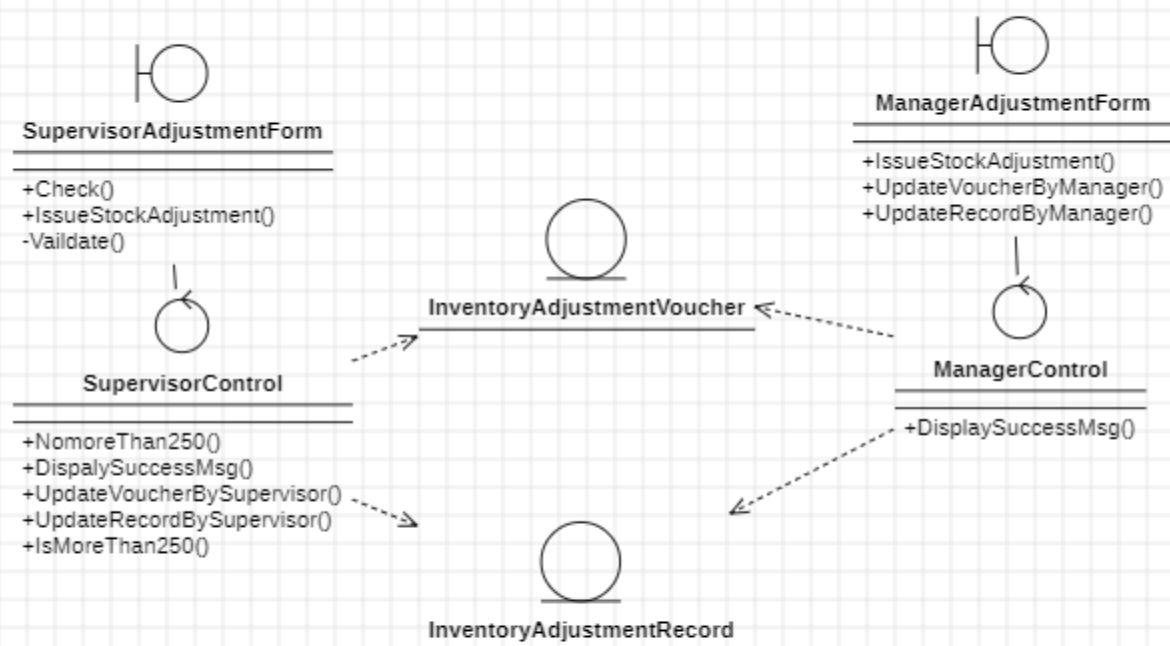 SupervisorAdjustmentForm
+Check()
+IssueStockAdjustment()
-Vaildate()
ManagerAdjustmentForm
+IssueStockAdjustment()
+UpdateVoucherByManager()
+UpdateRecordByManager()
InventoryAdjustmentVoucher
SupervisorControl
+NomoreThan250()
+DispalySuccessMsg()
+UpdateVoucherBySupervisor()
+UpdateRecordBySupervisor()
+IsMoreThan250()
ManagerControl
+DisplaySuccessMsg()
InventoryAdjustmentRecord